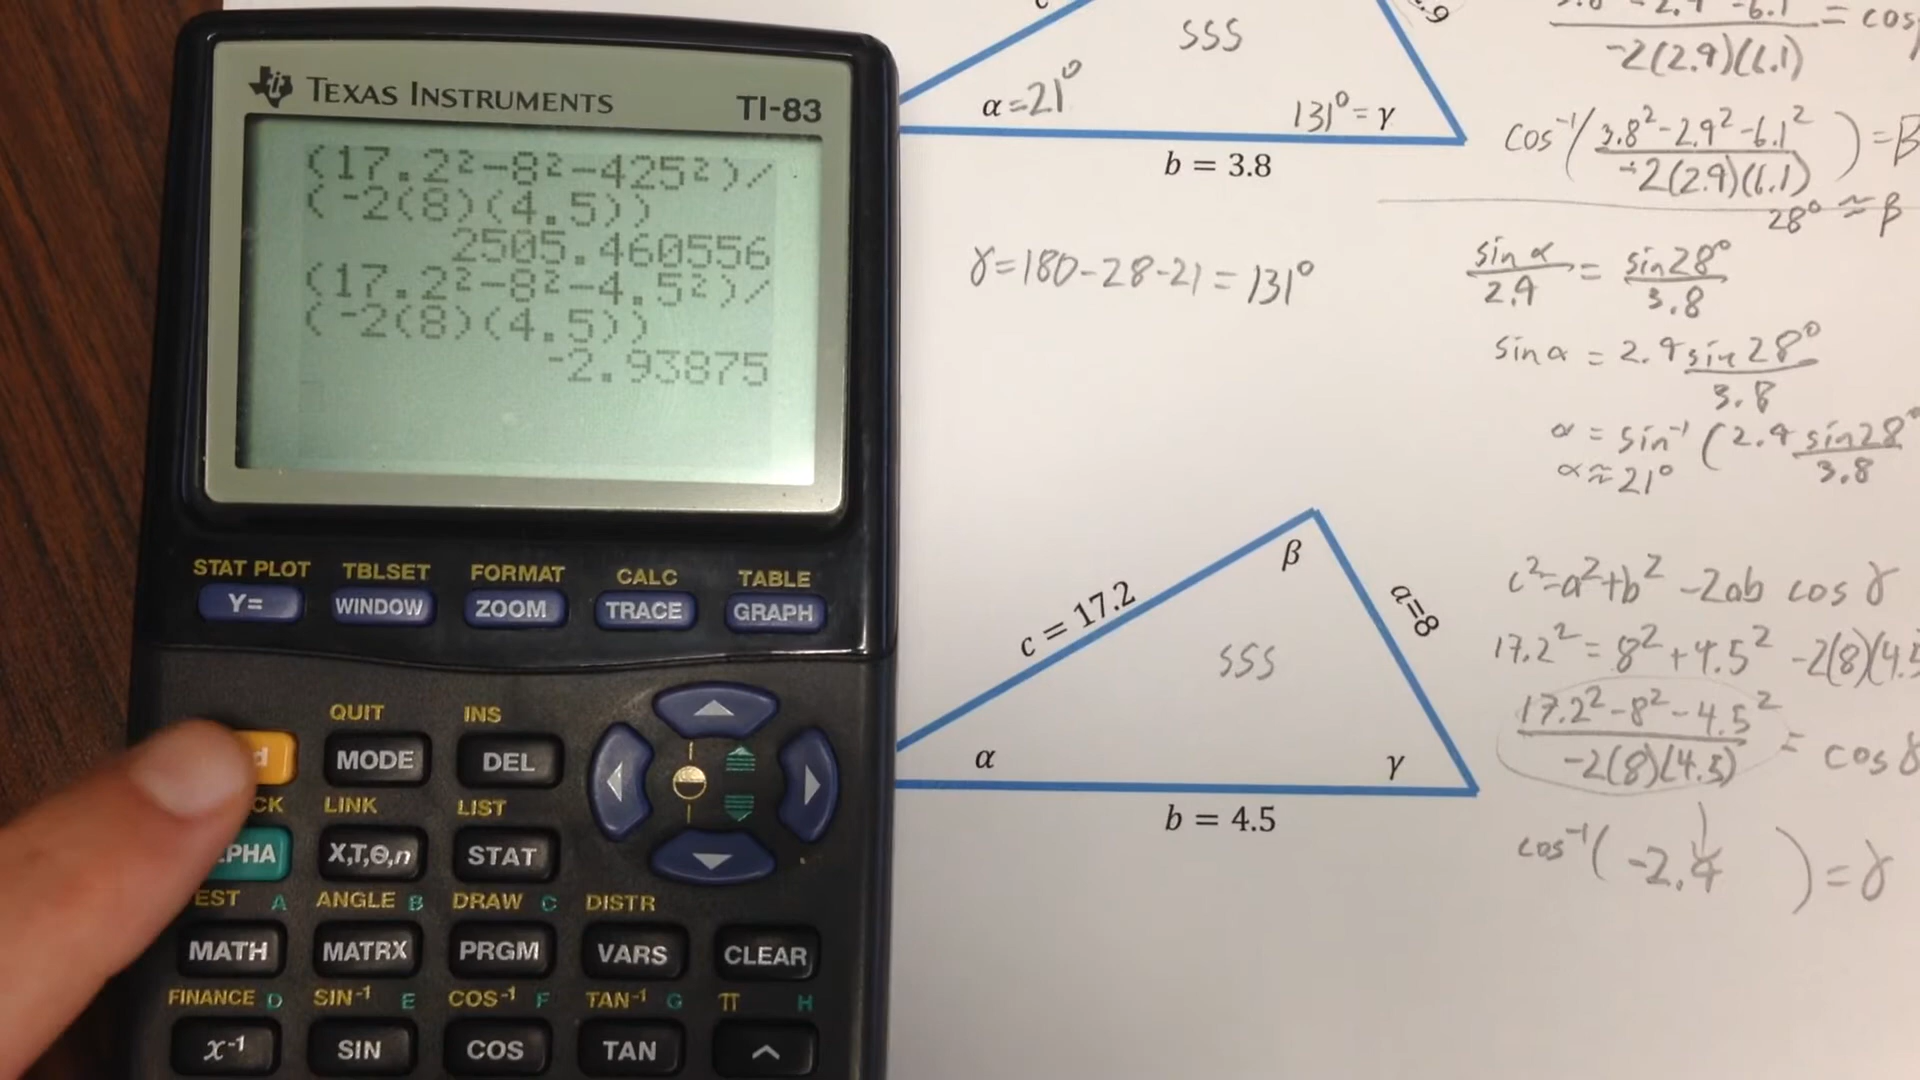 TEXAS INSTRUMENTS TI-83
(17.2²-8²-425²)/
(-2(8)(4.5))
2505.460556
(17.2²-8²-4.5²)/
(-2(8)(4.5))
-2.93875
STAT PLOT TBLSET FORMAT CALC TABLE
Y= WINDOW ZOOM TRACE GRAPH
QUIT INS
MODE DEL
LINK LIST
X,T,Θ,n STAT
ANGLE B DRAW C DISTR
A
MATH MATRX PRGM VARS CLEAR
FINANCE D SIN⁻¹ E COS⁻¹ F TAN⁻¹ G π H
x⁻¹ SIN COS TAN ^
c
SSS
α=21°
131°=γ
b = 3.8
γ=180-28-21=131°
-2(2.9)(6.1)
cos⁻¹(3.8²-2.9²-6.1²)=β
-2(2.9)(6.1)
28°≈β
sin α/2.9 = sin 28°/3.8
sin α = 2.9 sin 28°/3.8
α = sin⁻¹(2.9 sin 28°/3.8
α≈21°
β
c = 17.2
a=8
SSS
α
γ
b = 4.5
c²=a²+b²-2ab cos γ
17.2²=8²+4.5²-2(8)(4.5
17.2²-8²-4.5²/-2(8)(4.5) = cos γ
cos⁻¹(-2.9)=γ